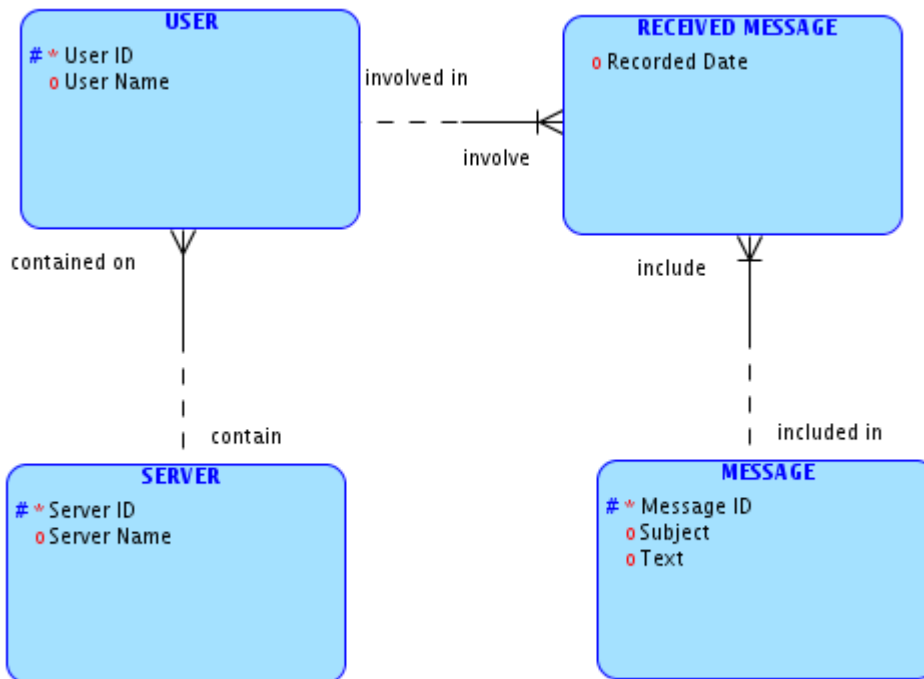 USER
# * User ID
o User Name
RECEIVED MESSAGE
o Recorded Date
involved in
involve
contained on
include
contain
included in
SERVER
# * Server ID
o Server Name
MESSAGE
# * Message ID
o Subject
o Text